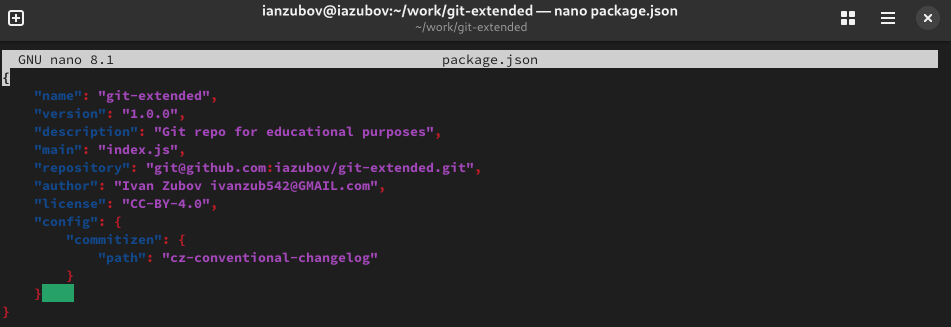 ianzubov@iazubov:~/work/git-extended — nano package.json
~/work/git-extended
GNU nano 8.1 package.json
{
    "name": "git-extended",
    "version": "1.0.0",
    "description": "Git repo for educational purposes",
    "main": "index.js",
    "repository": "git@github.com:iazubov/git-extended.git",
    "author": "Ivan Zubov ivanzub542@GMAIL.com",
    "license": "CC-BY-4.0",
    "config": {
        "commitizen": {
            "path": "cz-conventional-changelog"
        }
    }
}